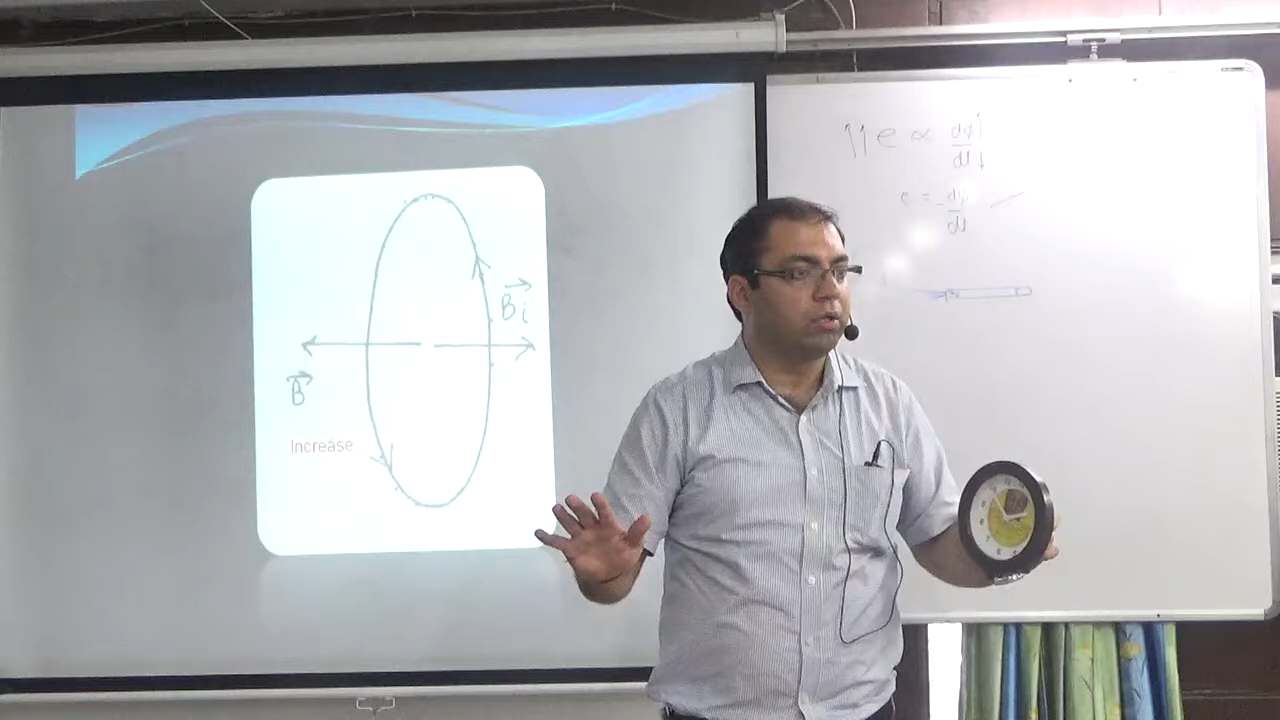 B⃗i
B⃗
Increase
↑↑ e ∝ dφ↑/dt↓
e = -dφ/dt